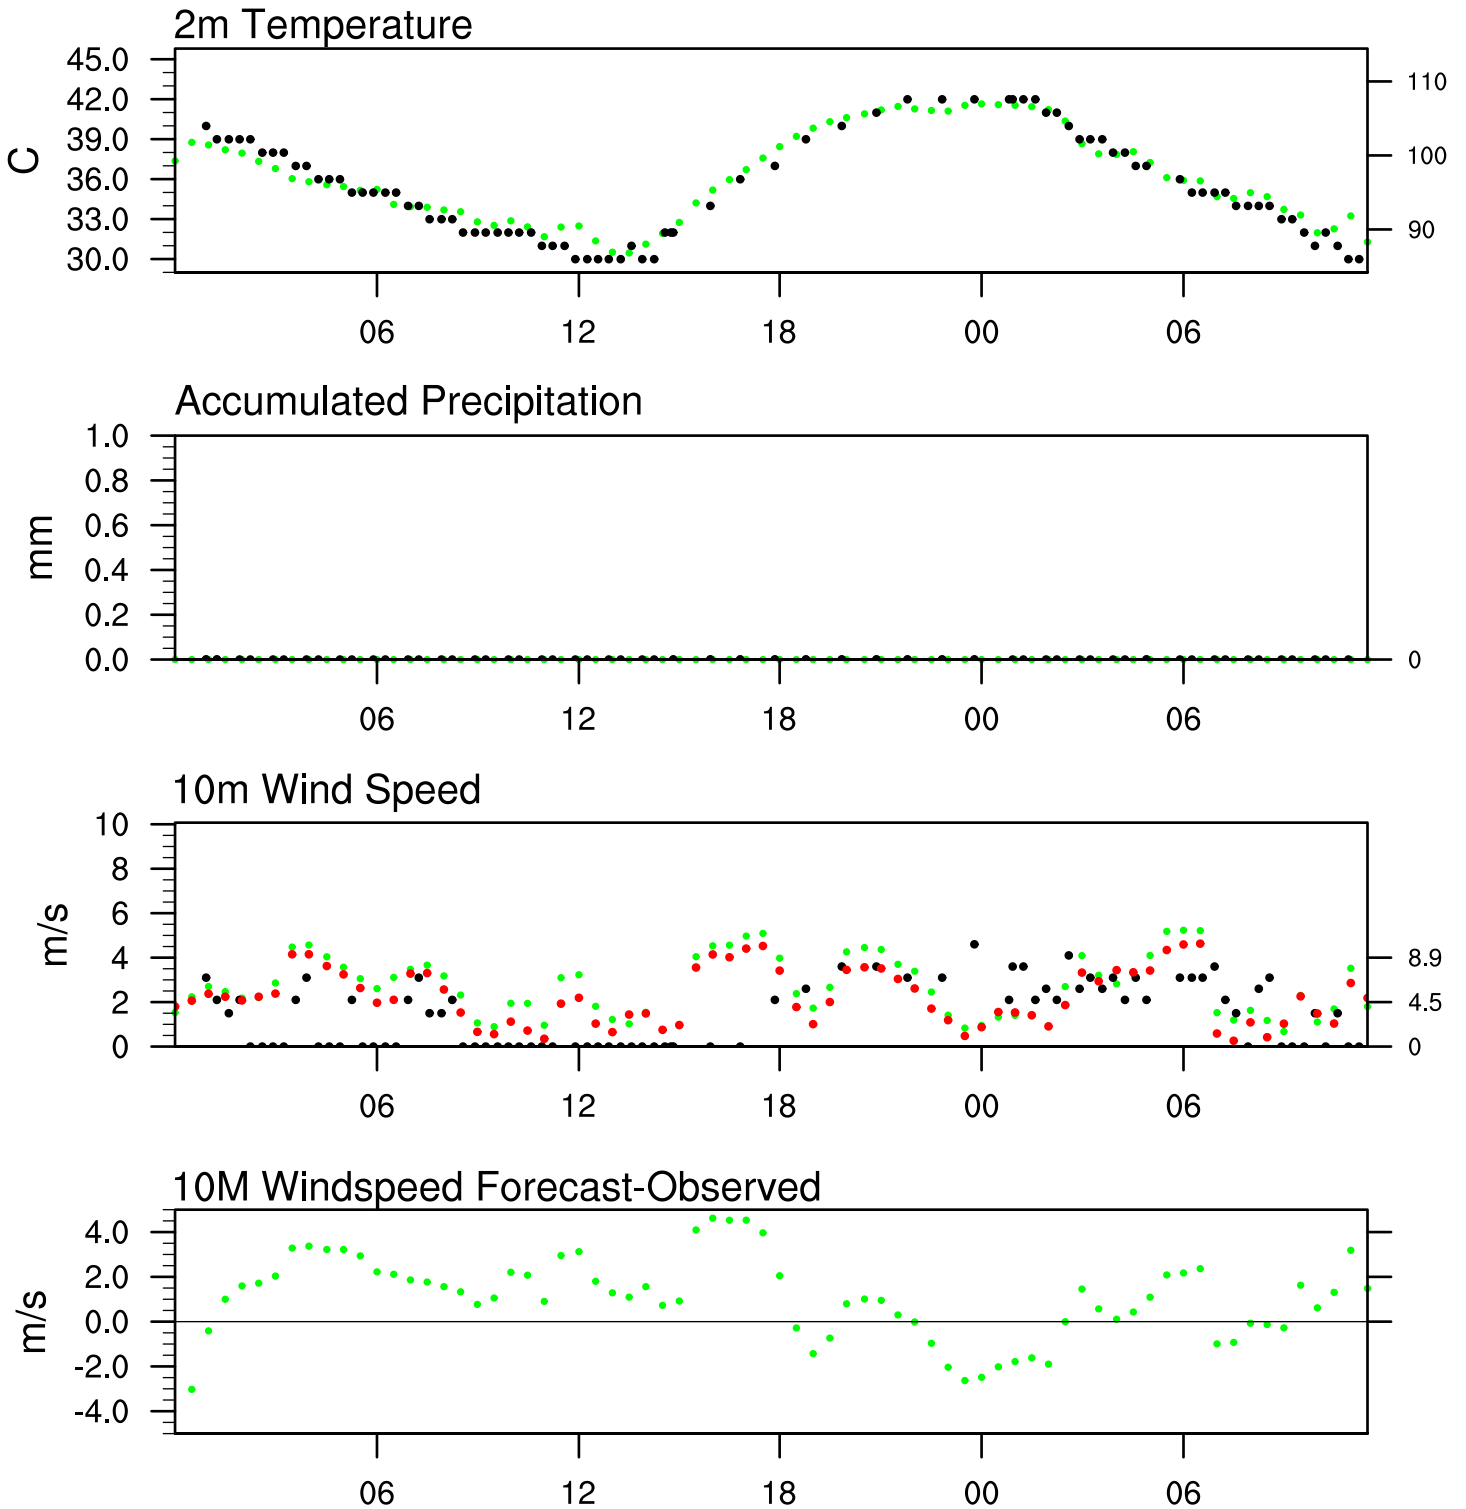 2m Temperature
45.0
42.0
39.0
36.0
33.0
30.0
C
110
100
90
06 12 18 00 06
Accumulated Precipitation
1.0
0.8
0.6
0.4
0.2
0.0
mm
0
06 12 18 00 06
10m Wind Speed
10
8
6
4
2
0
m/s
8.9
4.5
0
06 12 18 00 06
10M Windspeed Forecast-Observed
4.0
2.0
0.0
-2.0
-4.0
m/s
06 12 18 00 06